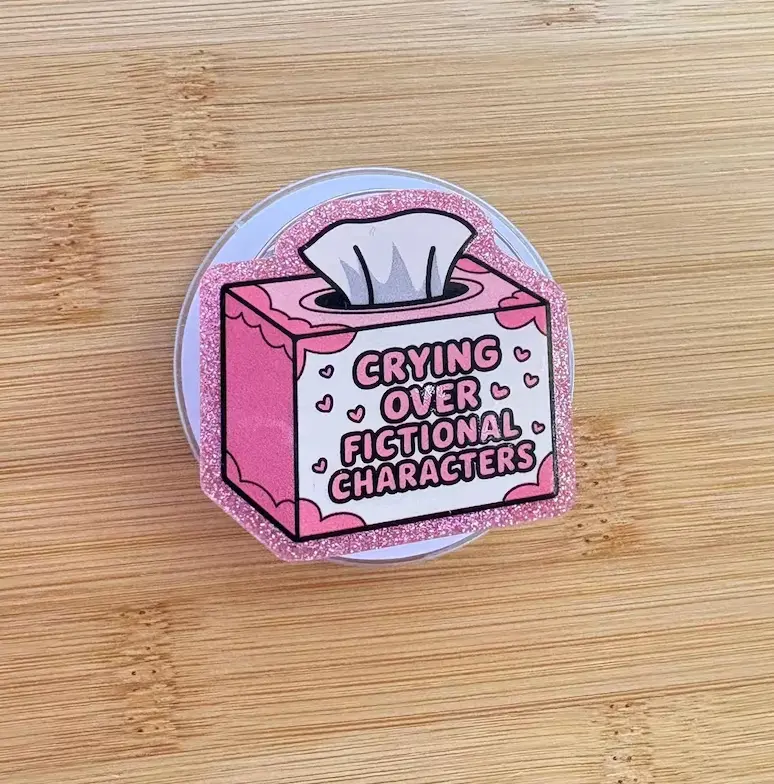 CRYING
OVER
FICTIONAL
CHARACTERS